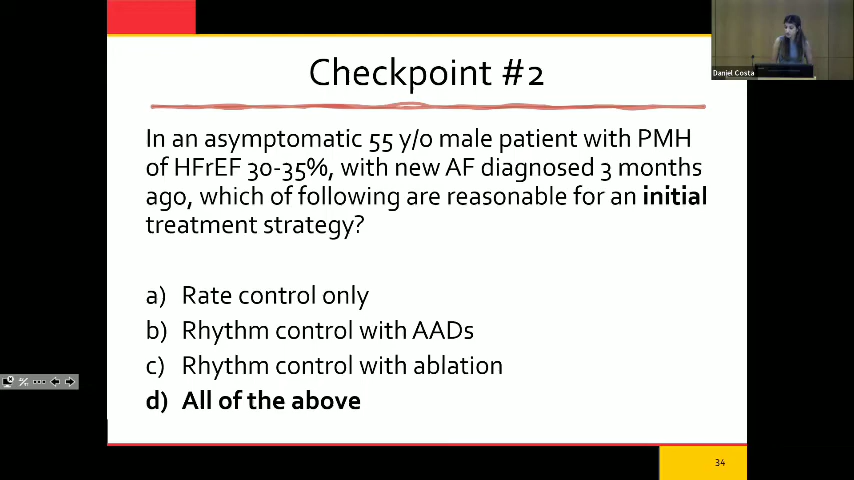 Checkpoint #2
Daniel Costa
In an asymptomatic 55 y/o male patient with PMH
of HFrEF 30-35%, with new AF diagnosed 3 months
ago, which of following are reasonable for an initial
treatment strategy?
a) Rate control only
b) Rhythm control with AADs
c) Rhythm control with ablation
d) All of the above
34